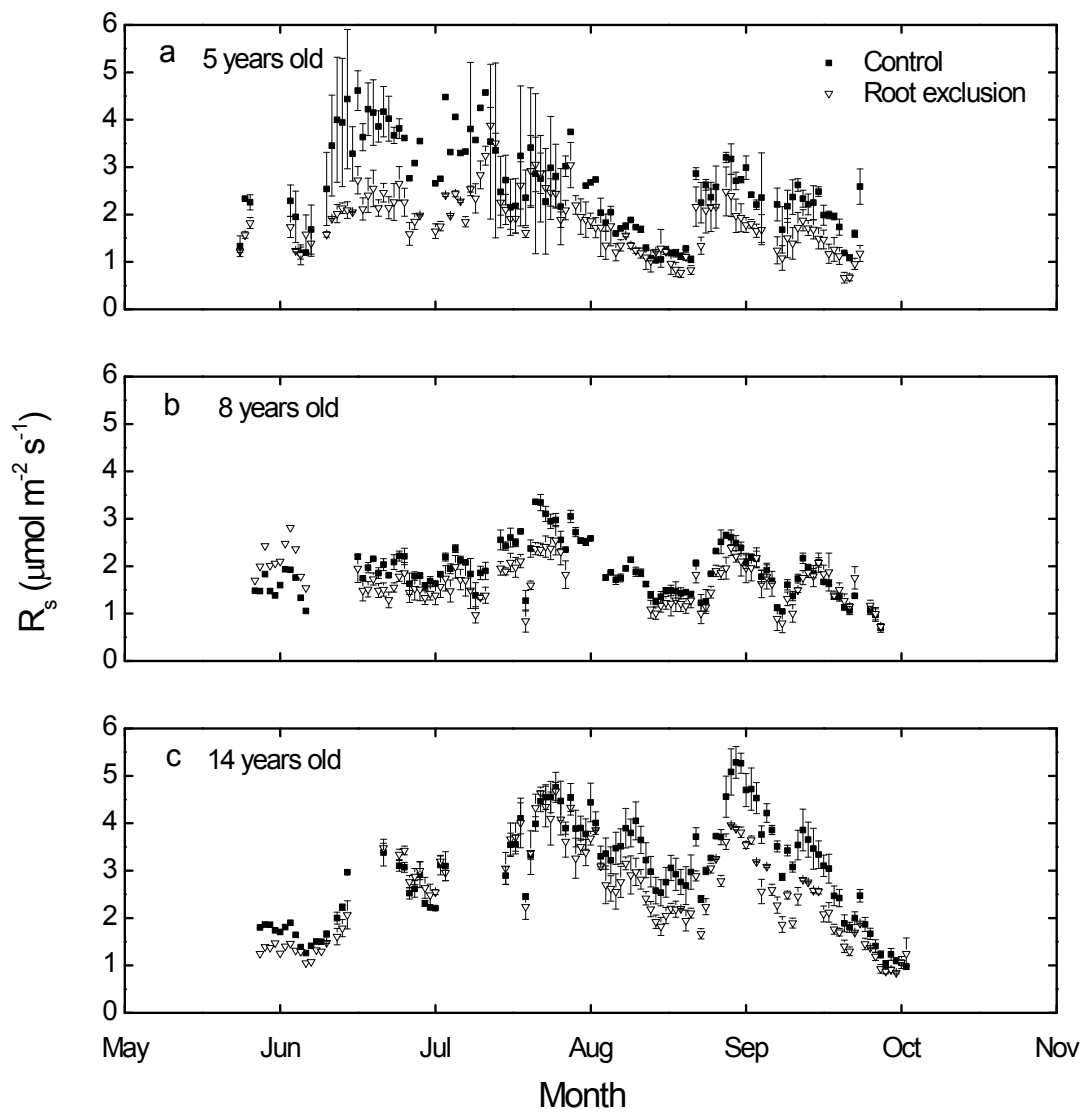 6
a
5 years old
Control
Root exclusion
5
4
3
2
1
0
6
b
8 years old
5
4
3
2
1
0
6
c
14 years old
5
4
3
2
1
0
Rs (μmol m-2 s-1)
May Jun Jul Aug Sep Oct Nov
Month